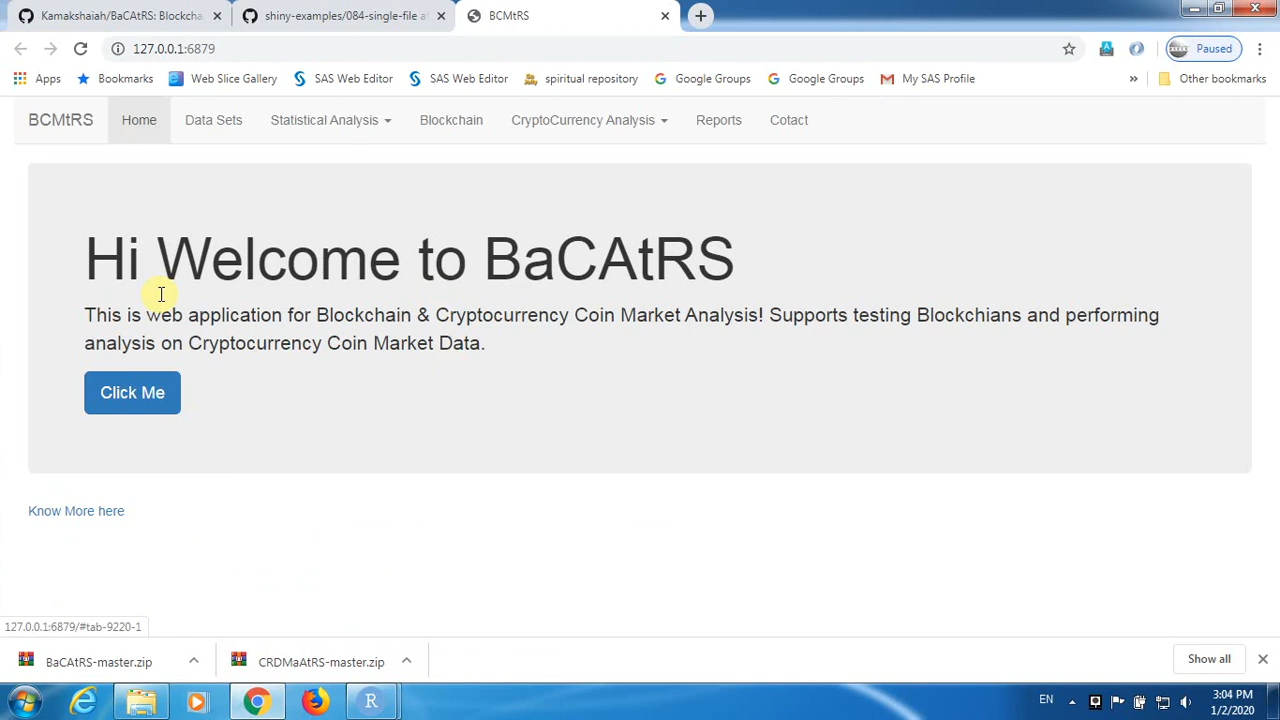 Kamakshaiah/BaCAtRS: Blockcha
shiny-examples/084-single-file at
BCMtRS
127.0.0.1:6879
Paused
Apps
Bookmarks
Web Slice Gallery
SAS Web Editor
SAS Web Editor
spiritual repository
Google Groups
Google Groups
My SAS Profile
»
Other bookmarks
BCMtRS
Home
Data Sets
Statistical Analysis
Blockchain
CryptoCurrency Analysis
Reports
Cotact
Hi Welcome to BaCAtRS
This is web application for Blockchain & Cryptocurrency Coin Market Analysis! Supports testing Blockchians and performing
analysis on Cryptocurrency Coin Market Data.
Click Me
Know More here
127.0.0.1:6879/#tab-9220-1
BaCAtRS-master.zip
CRDMaAtRS-master.zip
Show all
EN
3:04 PM
1/2/2020